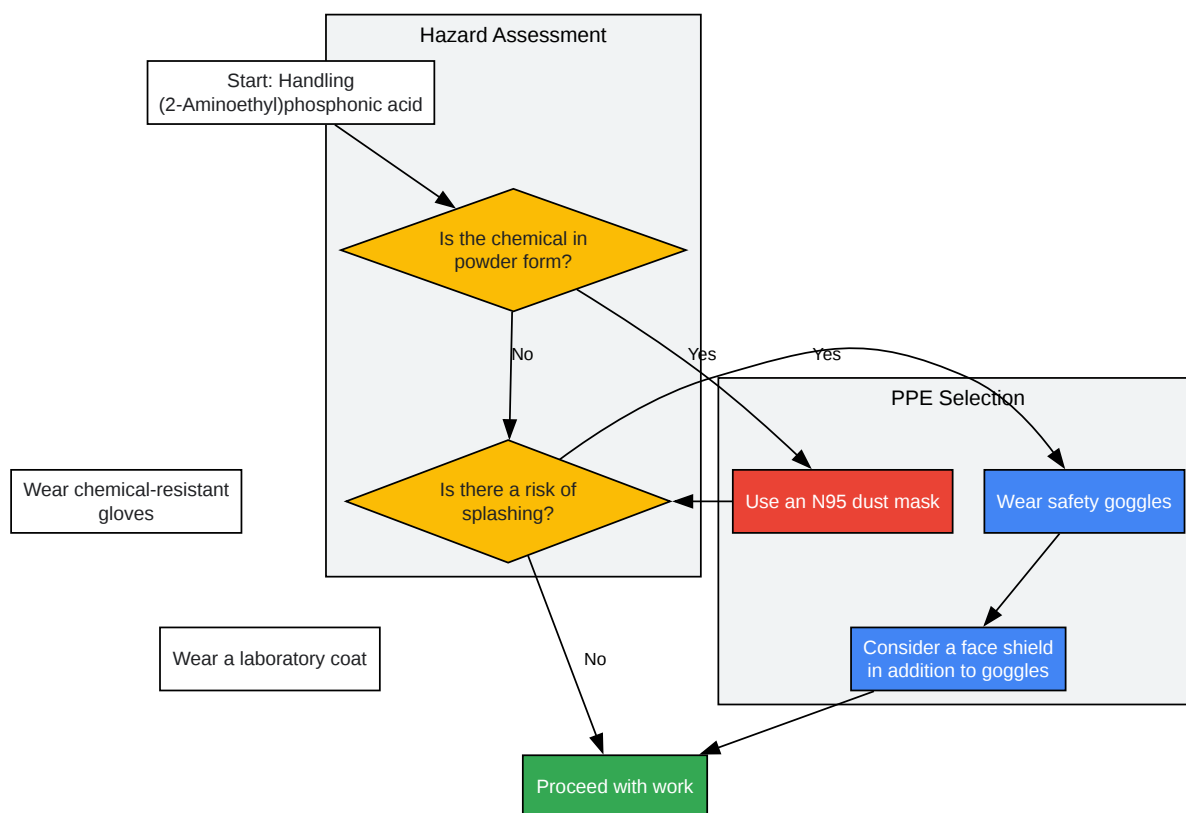 Hazard Assessment
Start: Handling
(2-Aminoethyl)phosphonic acid
Is the chemical in
powder form?
No
Yes
Yes
PPE Selection
Wear chemical-resistant
gloves
Is there a risk of
splashing?
Use an N95 dust mask
Wear safety goggles
Wear a laboratory coat
No
Consider a face shield
in addition to goggles
Proceed with work